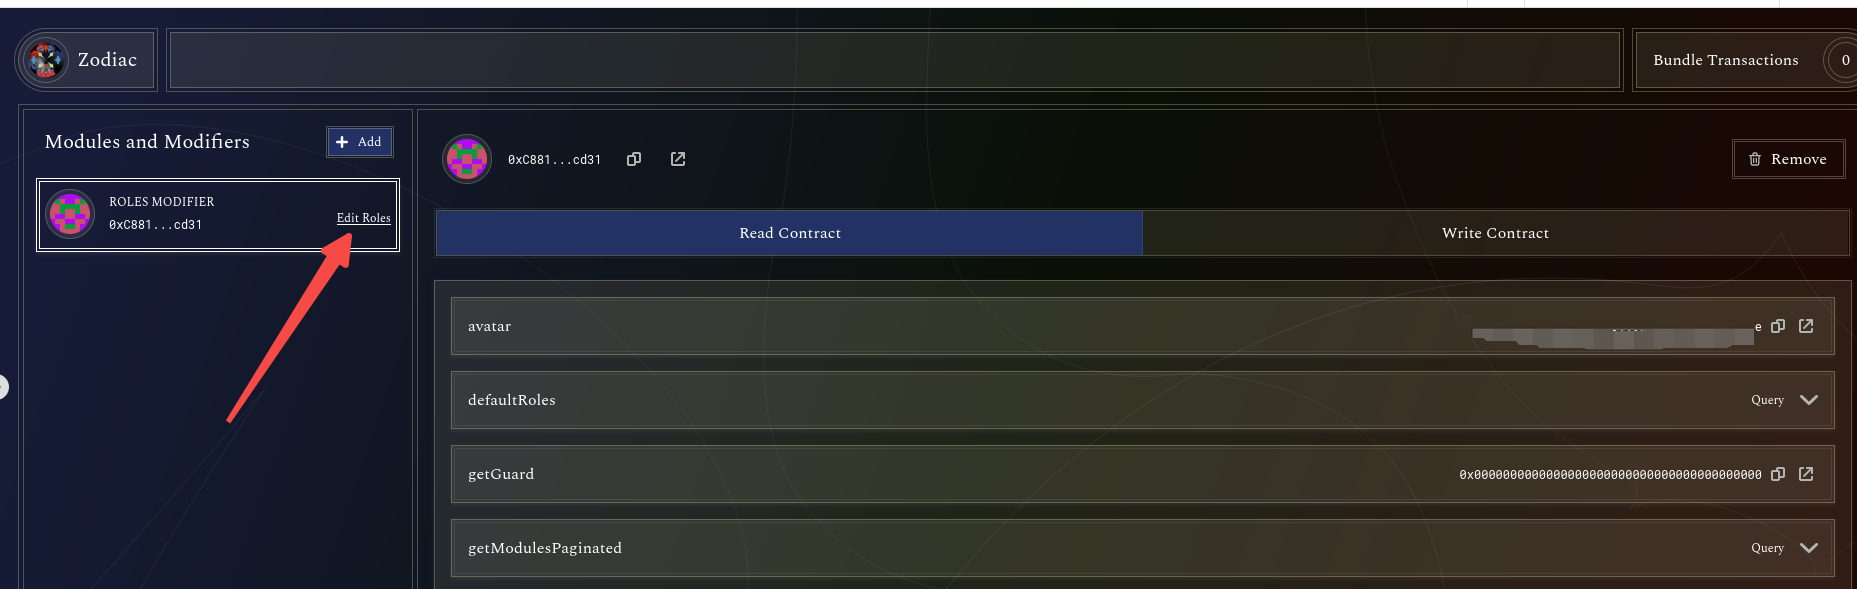 Zodiac
Bundle Transactions
0
Modules and Modifiers
Add
ROLES MODIFIER
0xC881...cd31
Edit Roles
0xC881...cd31
Remove
Read Contract
Write Contract
avatar
e
defaultRoles
Query
getGuard
0x0000000000000000000000000000000000000000
getModulesPaginated
Query